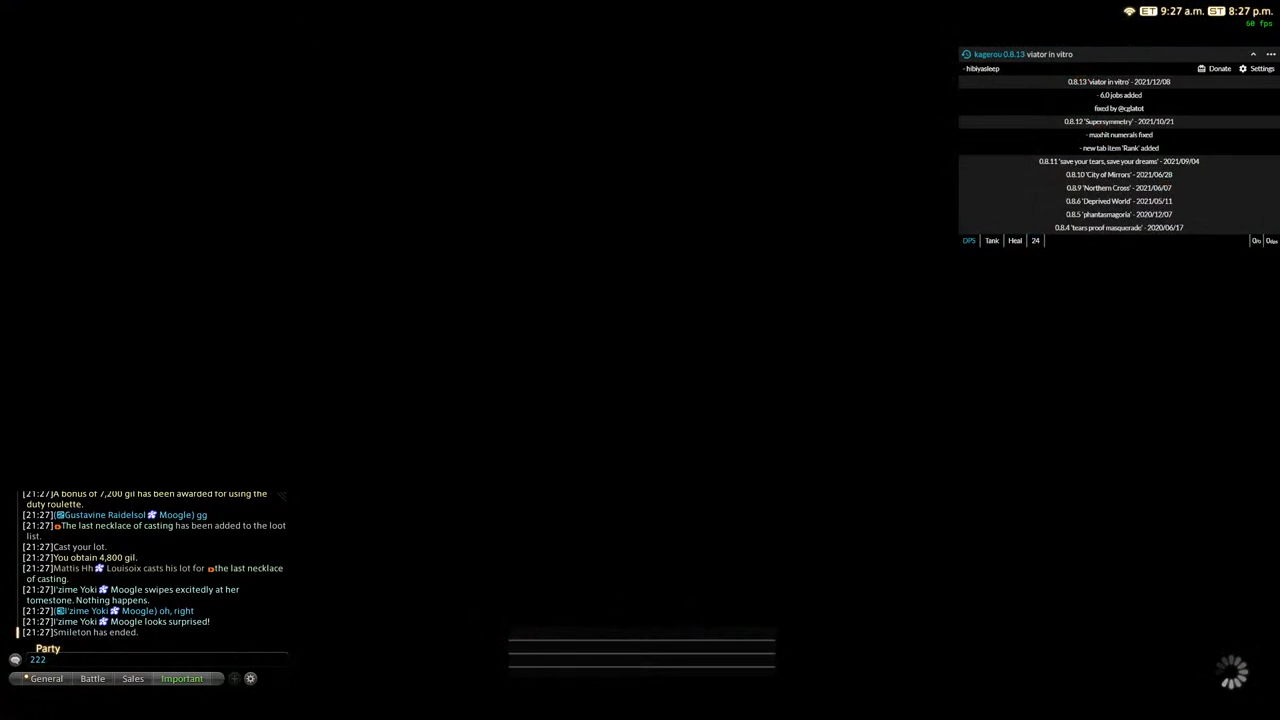 ET 9:27 a.m. ST 8:27 p.m.
60 fps
kagerou 0.8.13 viator in vitro
- hibiyasleep Donate Settings
0.8.13 'viator in vitro' - 2021/12/08
- 6.0 jobs added
fixed by @cglatot
0.8.12 'Supersymmetry' - 2021/10/21
- maxhit numerals fixed
- new tab item 'Rank' added
0.8.11 'save your tears, save your dreams' - 2021/09/04
0.8.10 'City of Mirrors' - 2021/06/28
0.8.9 'Northern Cross' - 2021/06/07
0.8.6 'Deprived World' - 2021/05/11
0.8.5 'phantasmagoria' - 2020/12/07
0.8.4 'tears proof masquerade' - 2020/06/17
DPS Tank Heal 24
[21:27]A bonus of 7,200 gil has been awarded for using the
duty roulette.
[21:27](Gustavine Raidelsol Moogle) gg
[21:27]The last necklace of casting has been added to the loot
list.
[21:27]Cast your lot.
[21:27]You obtain 4,800 gil.
[21:27]Mattis Hh Louisoix casts his lot for the last necklace
of casting.
[21:27]I'zime Yoki Moogle swipes excitedly at her
tomestone. Nothing happens.
[21:27](I'zime Yoki Moogle) oh, right
[21:27]I'zime Yoki Moogle looks surprised!
[21:27]Smileton has ended.
Party
222
General Battle Sales Important